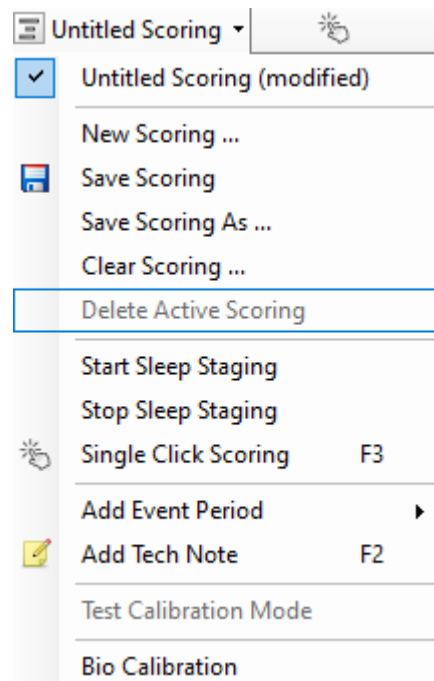 Untitled Scoring
Untitled Scoring (modified)
New Scoring ...
Save Scoring
Save Scoring As ...
Clear Scoring ...
Delete Active Scoring
Start Sleep Staging
Stop Sleep Staging
Single Click Scoring F3
Add Event Period
Add Tech Note F2
Test Calibration Mode
Bio Calibration